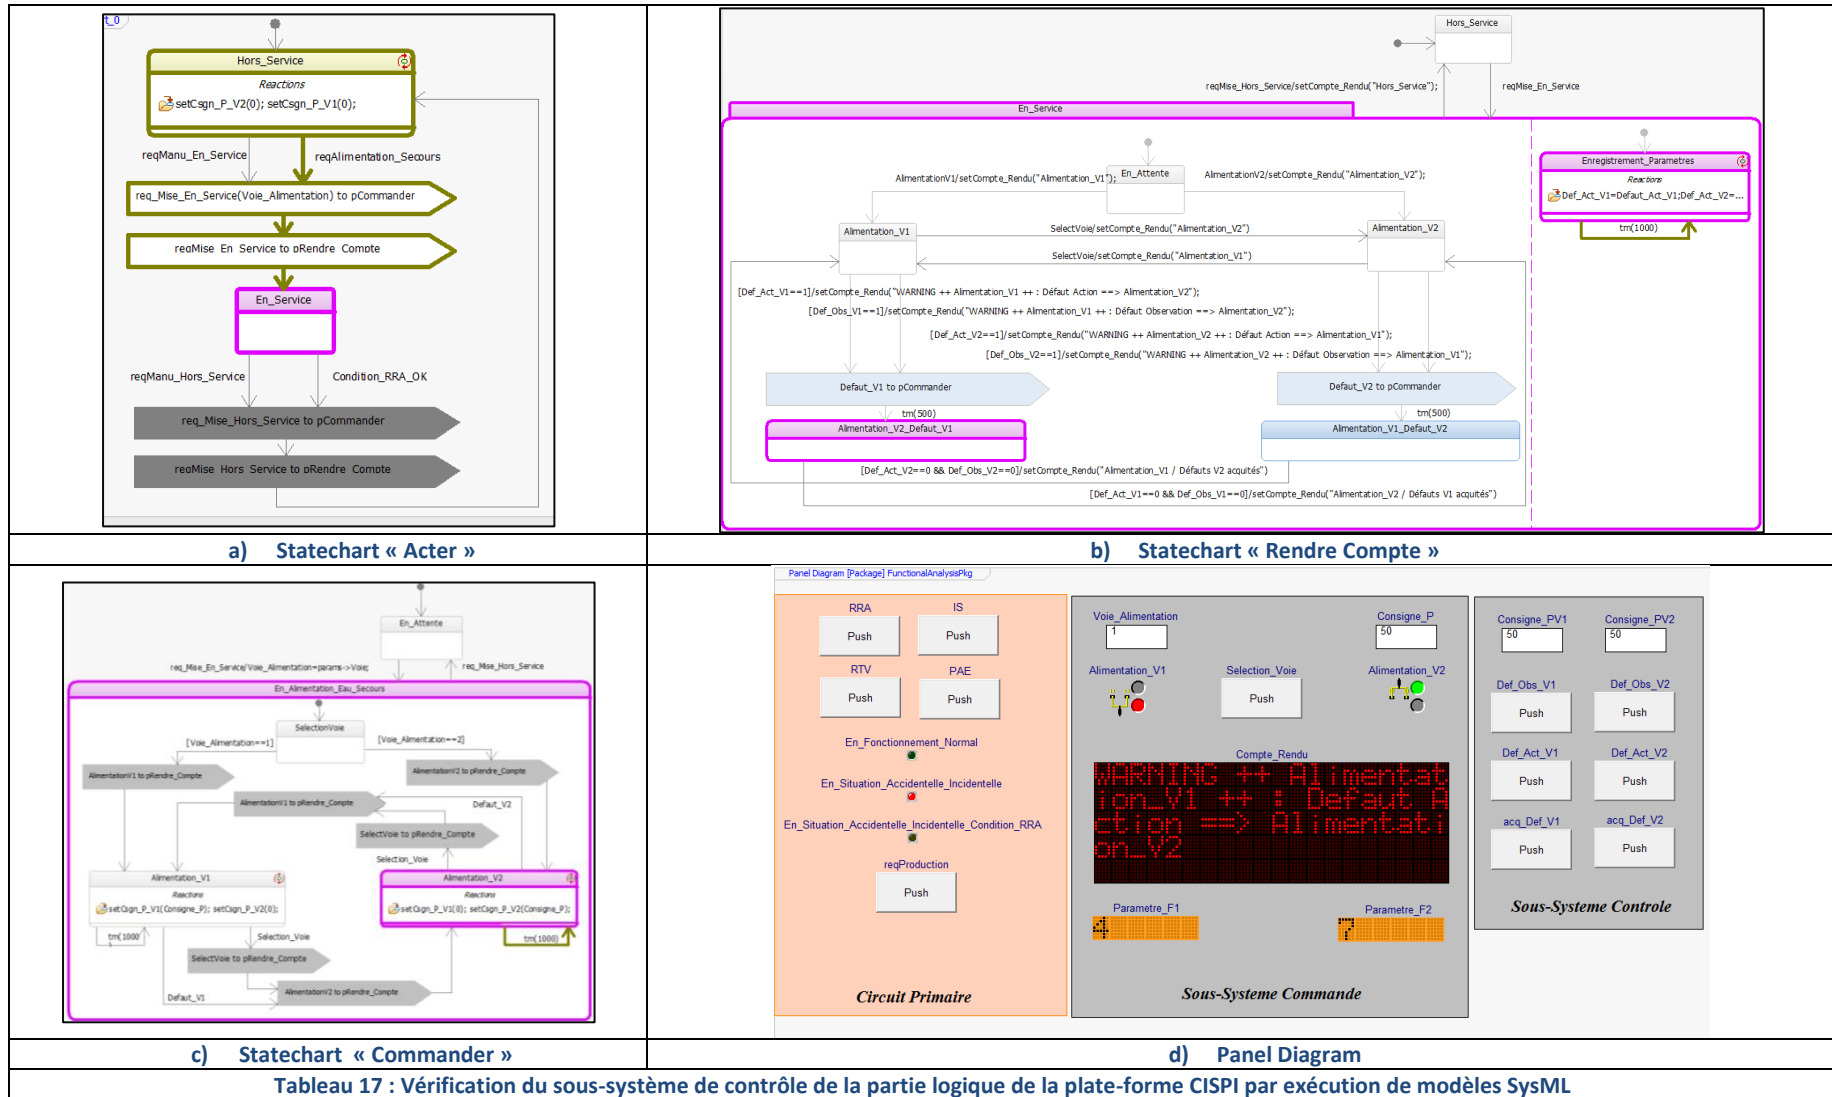 t_0
Hors_Service
Reactions
setCsgn_P_V2(0); setCsgn_P_V1(0);
reqManu_En_Service
reqAlimentation_Secours
req_Mise_En_Service(Voie_Alimentation) to pCommander
reqMise_En_Service to pRendre_Compte
En_Service
reqManu_Hors_Service
Condition_RRA_OK
req_Mise_Hors_Service to pCommander
reqMise_Hors_Service to pRendre_Compte
a) Statechart « Acter »
Hors_Service
reqMise_Hors_Service/setCompte_Rendu("Hors_Service");
reqMise_En_Service
En_Service
En_Attente
AlimentationV1/setCompte_Rendu("Alimentation_V1");
AlimentationV2/setCompte_Rendu("Alimentation_V2");
Enregistrement_Parametres
Reactions
Def_Act_V1=Defaut_Act_V1;Def_Act_V2=...
tm(1000)
Alimentation_V1
SelectVoie/setCompte_Rendu("Alimentation_V2")
Alimentation_V2
SelectVoie/setCompte_Rendu("Alimentation_V1")
[Def_Act_V1==1]/setCompte_Rendu("WARNING ++ Alimentation_V1 ++ : Défaut Action ==> Alimentation_V2");
[Def_Obs_V1==1]/setCompte_Rendu("WARNING ++ Alimentation_V1 ++ : Défaut Observation ==> Alimentation_V2");
[Def_Act_V2==1]/setCompte_Rendu("WARNING ++ Alimentation_V2 ++ : Défaut Action ==> Alimentation_V1");
[Def_Obs_V2==1]/setCompte_Rendu("WARNING ++ Alimentation_V2 ++ : Défaut Observation ==> Alimentation_V1");
Defaut_V1 to pCommander
Defaut_V2 to pCommander
tm(500)
tm(500)
Alimentation_V2_Defaut_V1
Alimentation_V1_Defaut_V2
[Def_Act_V2==0 && Def_Obs_V2==0]/setCompte_Rendu("Alimentation_V1 / Défauts V2 acquités")
[Def_Act_V1==0 && Def_Obs_V1==0]/setCompte_Rendu("Alimentation_V2 / Défauts V1 acquités")
b) Statechart « Rendre Compte »
En_Attente
req_Mise_En_Service/Voie_Alimentation=params->Voie;
req_Mise_Hors_Service
En_Alimentation_Eau_Secours
SelectionVoie
[Voie_Alimentation==1]
[Voie_Alimentation==2]
AlimentationV1 to pRendre_Compte
AlimentationV2 to pRendre_Compte
AlimentationV1 to pRendre_Compte
Defaut_V2
SelectVoie to pRendre_Compte
Selection_Voie
Alimentation_V1
Reactions
setCsgn_P_V1(Consigne_P); setCsgn_P_V2(0);
Alimentation_V2
Reactions
setCsgn_P_V1(0); setCsgn_P_V2(Consigne_P);
tm(1000)
Selection_Voie
tm(1000)
SelectVoie to pRendre_Compte
Defaut_V1
AlimentationV2 to pRendre_Compte
c) Statechart « Commander »
Panel Diagram [Package] FunctionalAnalysisPkg
RRA
IS
Push
Push
RTV
PAE
Push
Push
En_Fonctionnement_Normal
En_Situation_Accidentelle_Incidentelle
En_Situation_Accidentelle_Incidentelle_Condition_RRA
reqProduction
Push
Circuit Primaire
Voie_Alimentation
1
Consigne_P
50
Alimentation_V1
Selection_Voie
Alimentation_V2
Push
Compte_Rendu
WARNING ++ Alimentat
ion_V1 ++ : Defaut A
ction ==> Alimentati
on_V2
Parametre_F1
4
Parametre_F2
7
Sous-Systeme Commande
Consigne_PV1
Consigne_PV2
50
50
Def_Obs_V1
Def_Obs_V2
Push
Push
Def_Act_V1
Def_Act_V2
Push
Push
acq_Def_V1
acq_Def_V2
Push
Push
Sous-Systeme Controle
d) Panel Diagram
Tableau 17 : Vérification du sous-système de contrôle de la partie logique de la plate-forme CISPI par exécution de modèles SysML